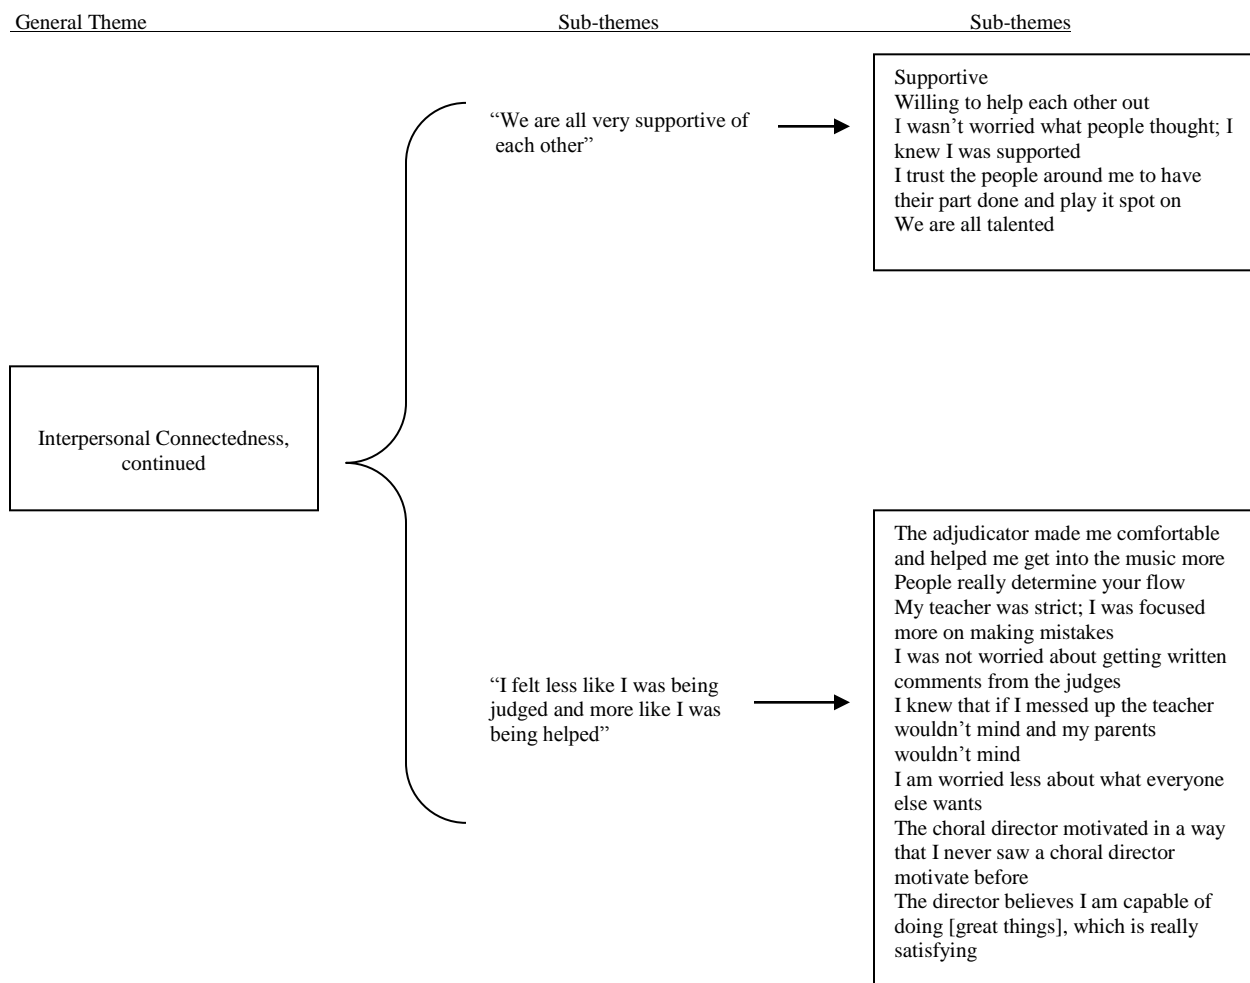 General Theme Sub-themes Sub-themes
Supportive
Willing to help each other out
I wasn’t worried what people thought; I
knew I was supported
I trust the people around me to have
their part done and play it spot on
We are all talented
“We are all very supportive of
each other”
Interpersonal Connectedness,
continued
“I felt less like I was being
judged and more like I was
being helped”
The adjudicator made me comfortable
and helped me get into the music more
People really determine your flow
My teacher was strict; I was focused
more on making mistakes
I was not worried about getting written
comments from the judges
I knew that if I messed up the teacher
wouldn’t mind and my parents
wouldn’t mind
I am worried less about what everyone
else wants
The choral director motivated in a way
that I never saw a choral director
motivate before
The director believes I am capable of
doing [great things], which is really
satisfying